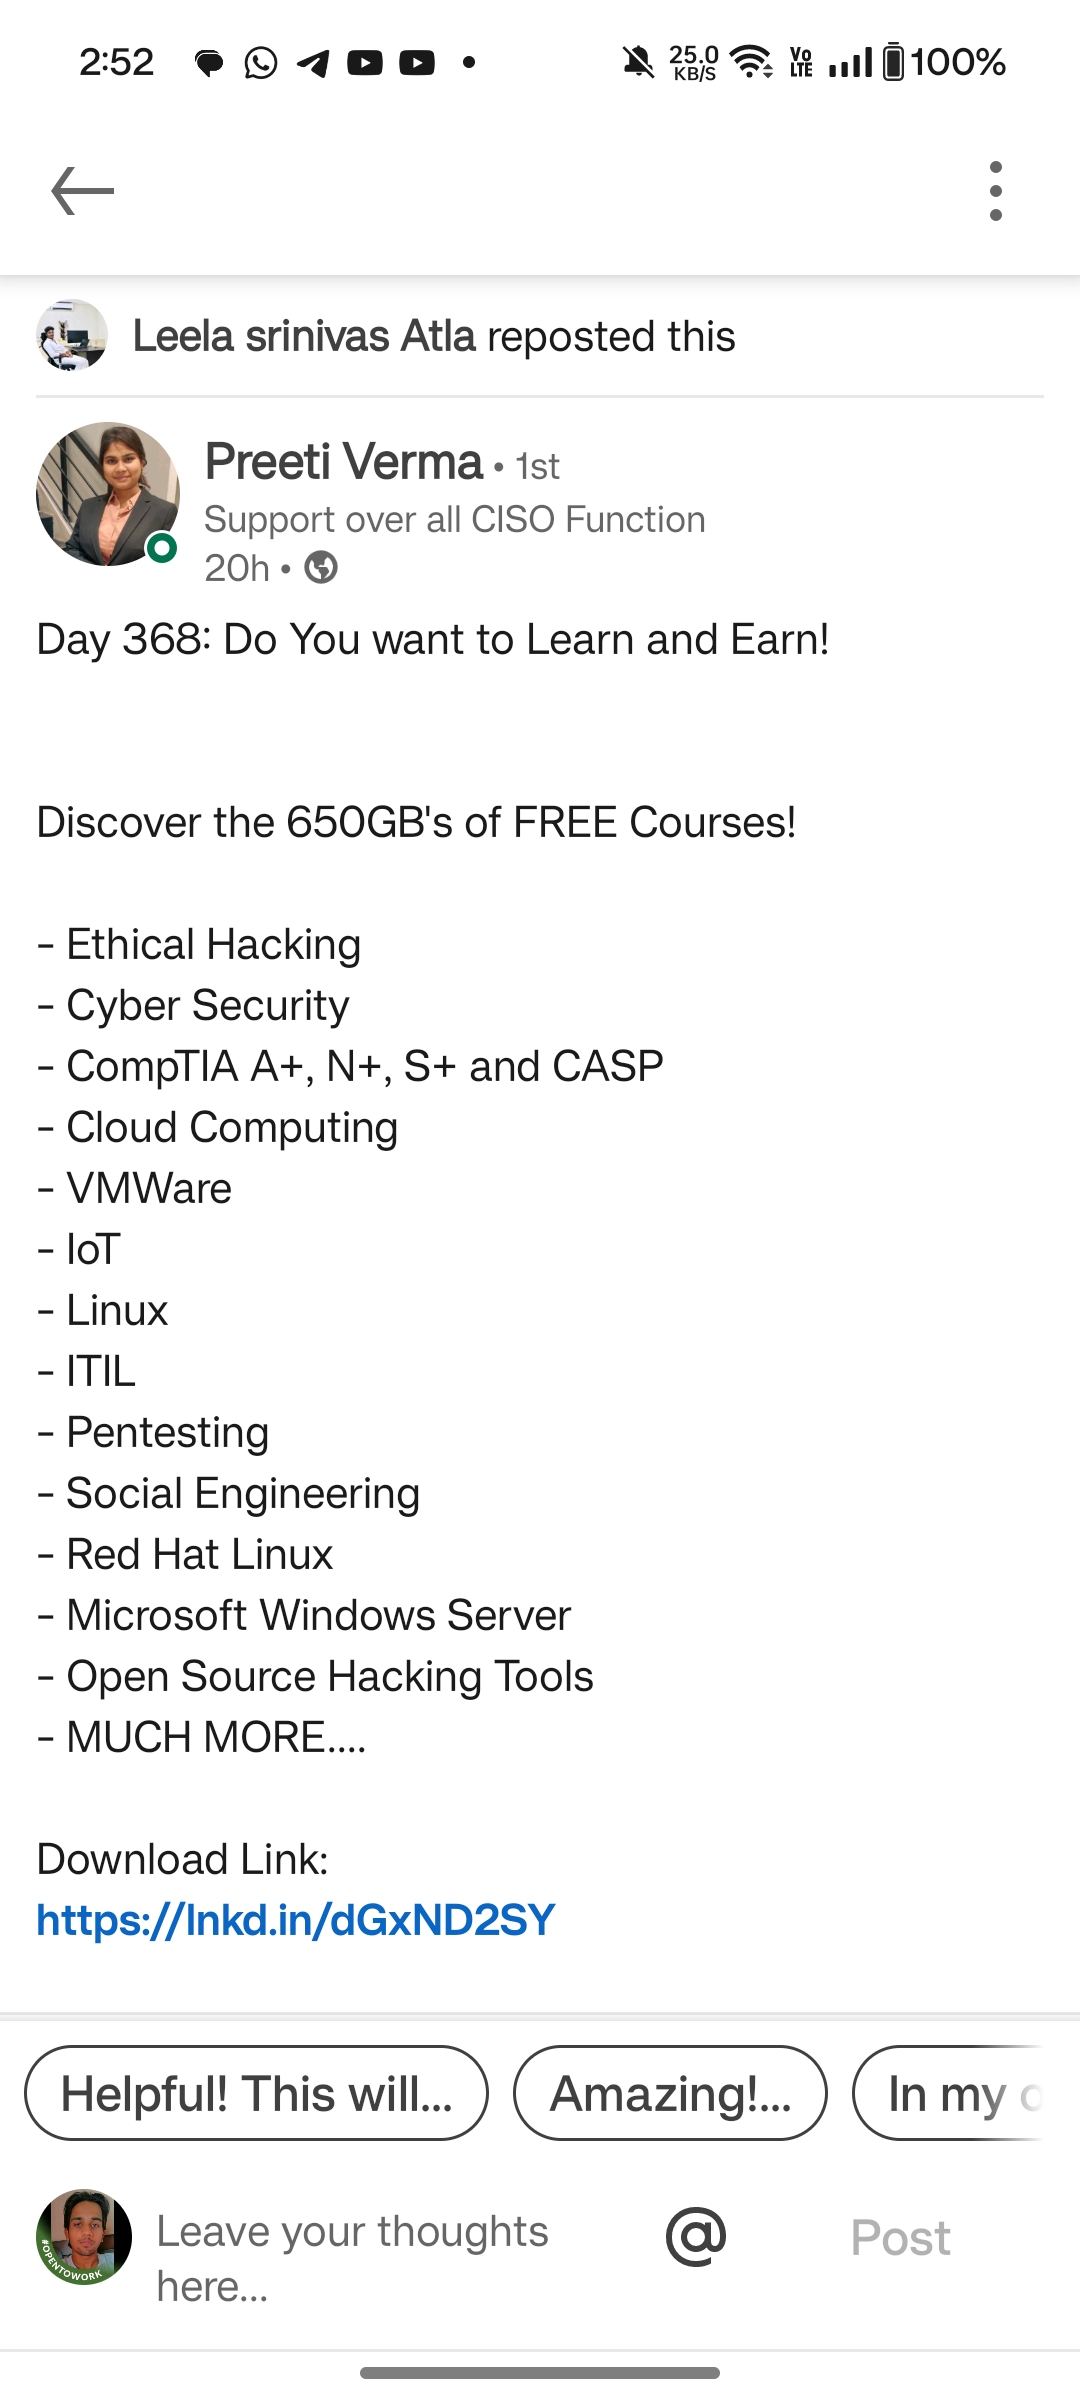 2:52
25.0
KB/S
Vo
LTE
100%
Leela srinivas Atla reposted this
Preeti Verma • 1st
Support over all CISO Function
20h •
Day 368: Do You want to Learn and Earn!
Discover the 650GB's of FREE Courses!
- Ethical Hacking
- Cyber Security
- CompTIA A+, N+, S+ and CASP
- Cloud Computing
- VMWare
- IoT
- Linux
- ITIL
- Pentesting
- Social Engineering
- Red Hat Linux
- Microsoft Windows Server
- Open Source Hacking Tools
- MUCH MORE....
Download Link:
https://lnkd.in/dGxND2SY
Helpful! This will...
Amazing!...
In my
#OPENTOWORK
Leave your thoughts
here...
@
Post